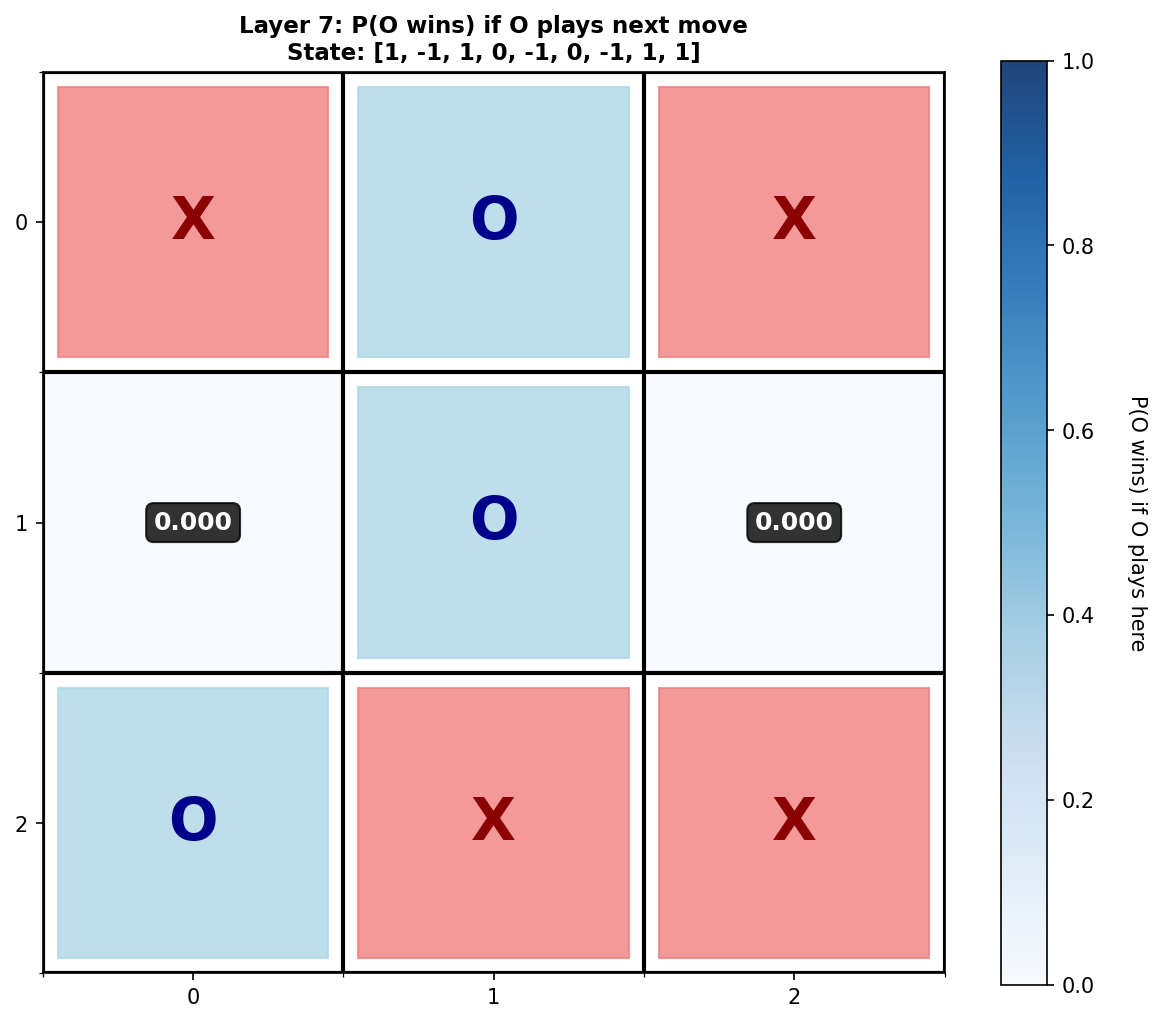 Layer 7: P(O wins) if O plays next move
State: [1, -1, 1, 0, -1, 0, -1, 1, 1]
X
O
X
0
0.000
O
0.000
1
O
X
X
2
0
1
2
1.0
0.8
0.6
0.4
0.2
0.0
P(O wins) if O plays here